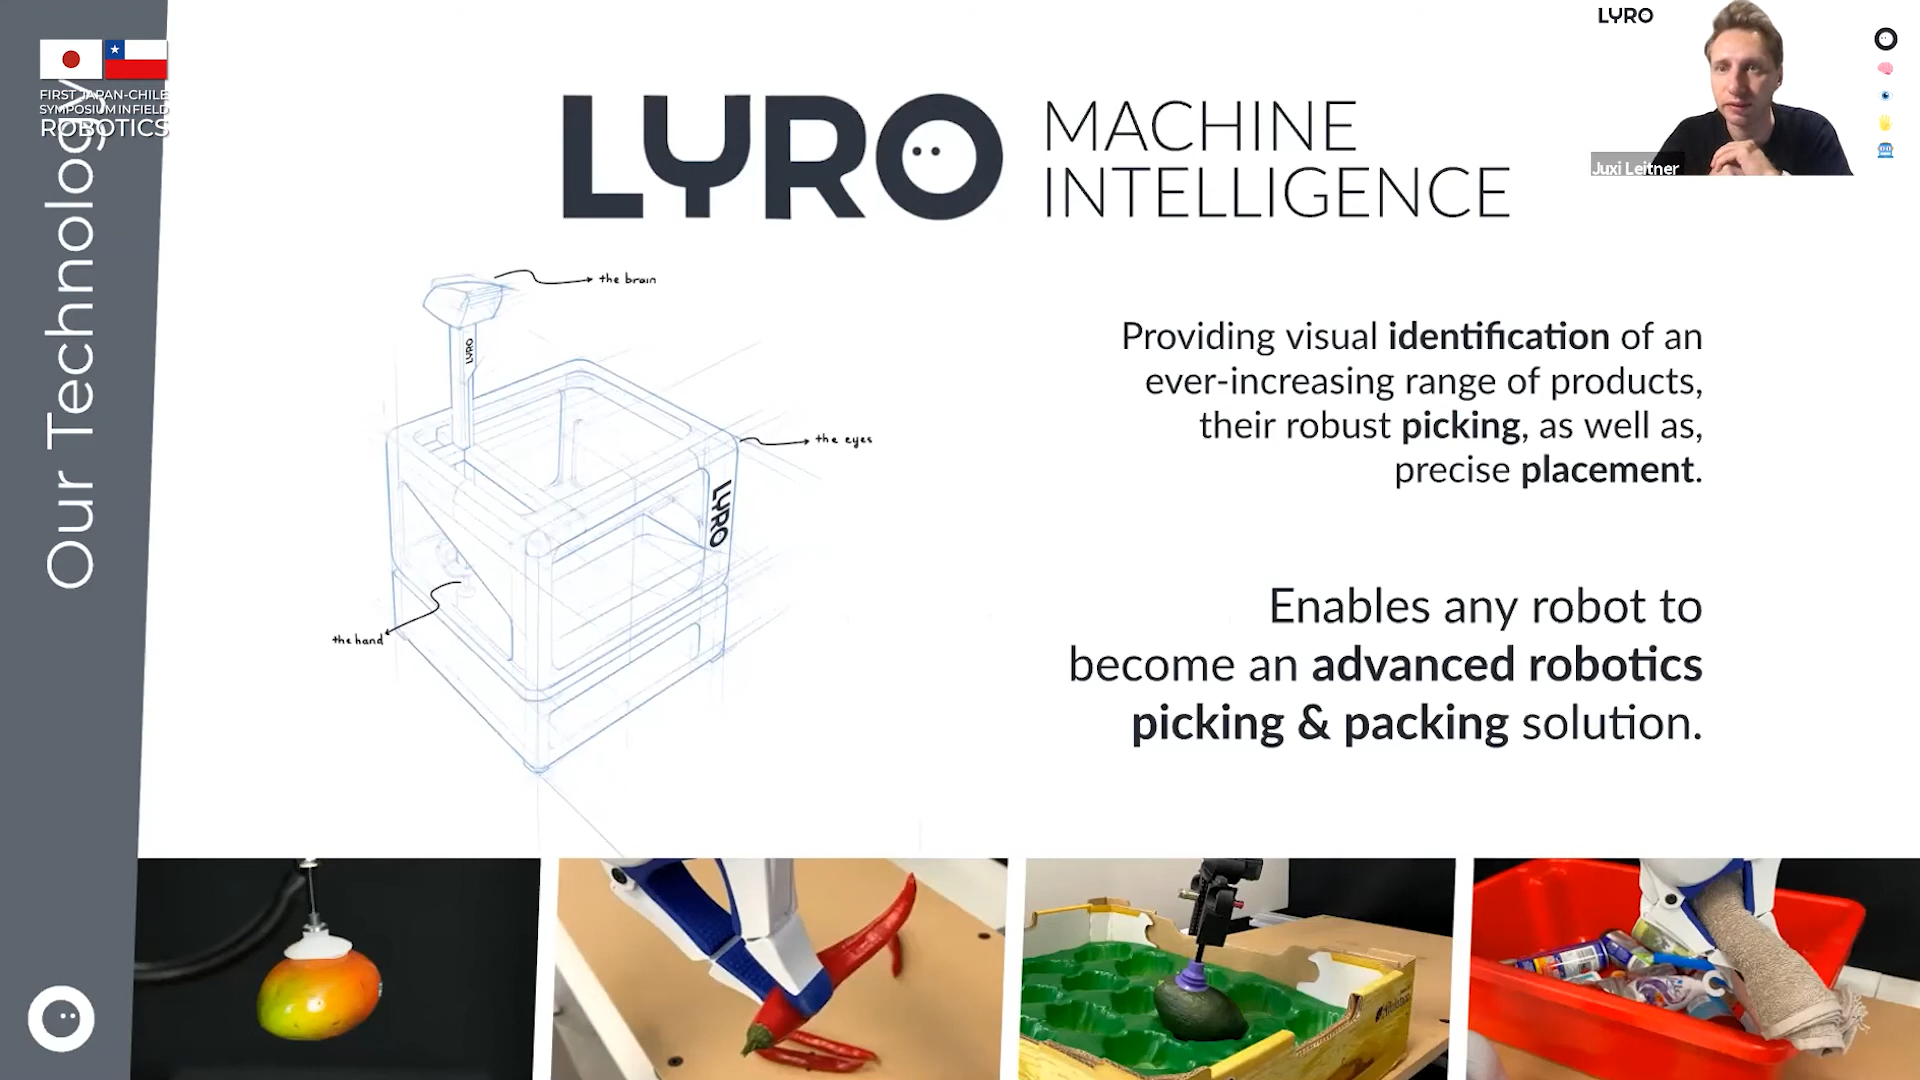 FIRST JAPAN-CHILE
SYMPOSIUM IN FIELD
ROBOTICS
Our Technology
LYRO
MACHINE
INTELLIGENCE
LYRO
Juxi Leitner
the brain
LYRO
the eyes
LYRO
the hand
Providing visual identification of an
ever-increasing range of products,
their robust picking, as well as,
precise placement.
Enables any robot to
become an advanced robotics
picking & packing solution.